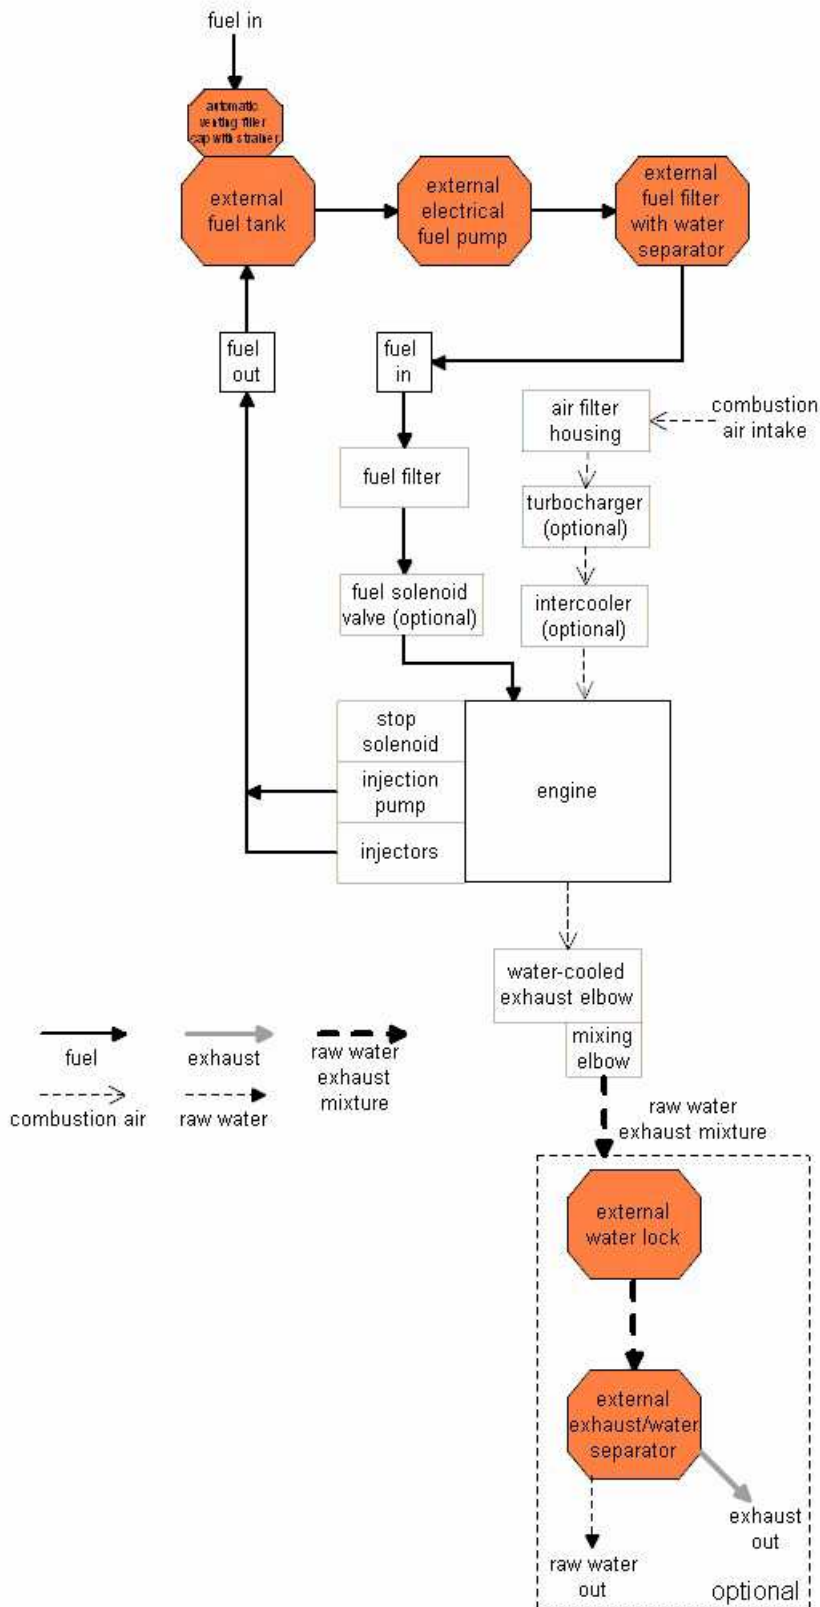 fuel in
automatic
venting filler
cap with strainer
external
fuel tank
external
electrical
fuel pump
external
fuel filter
with water
separator
fuel
out
fuel
in
air filter
housing
combustion
air intake
fuel filter
turbocharger
(optional)
fuel solenoid
valve (optional)
intercooler
(optional)
stop
solenoid
injection
pump
injectors
engine
water-cooled
exhaust elbow
mixing
elbow
fuel
exhaust
raw water
exhaust
mixture
combustion air
raw water
raw water
exhaust mixture
external
water lock
external
exhaust/water
separator
exhaust
out
raw water
out
optional